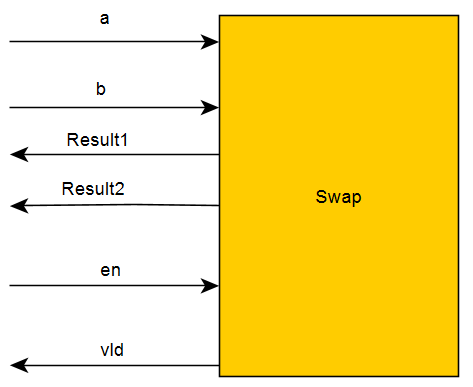 a
b
Result1
Result2
Swap
en
vld